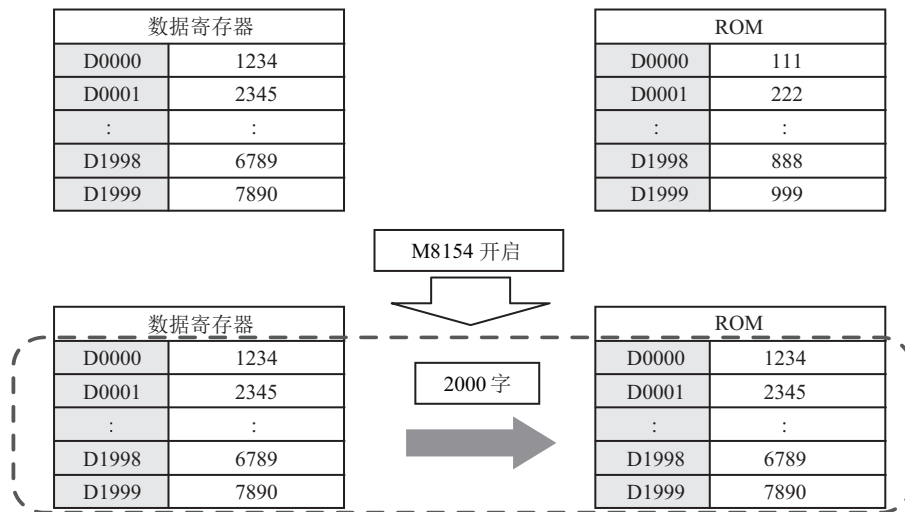 数据寄存器 ROM
D0000 1234 D0000 111
D0001 2345 D0001 222
: : : :
D1998 6789 D1998 888
D1999 7890 D1999 999
M8154 开启
数据寄存器 ROM
D0000 1234 D0000 1234
D0001 2345 2000 字 D0001 2345
: : : :
D1998 6789 D1998 6789
D1999 7890 D1999 7890